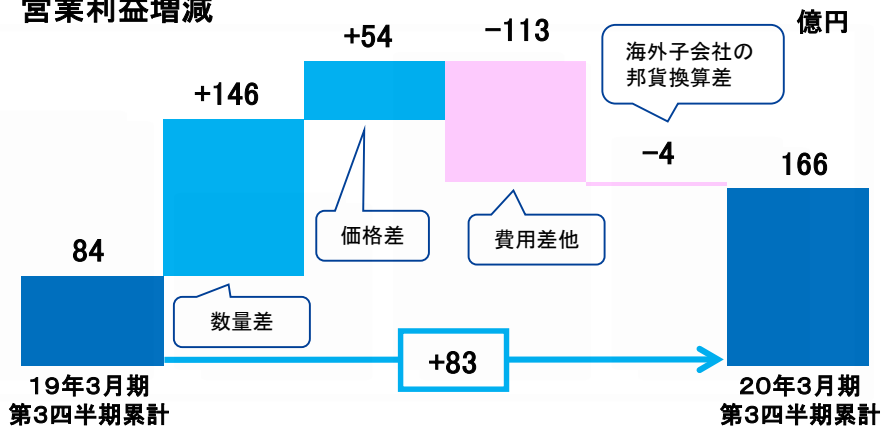 営業利益増減
億円
+54
−113
海外子会社の
邦貨換算差
+146
−4
166
84
価格差
費用差他
数量差
+83
19年3月期
第3四半期累計
20年3月期
第3四半期累計